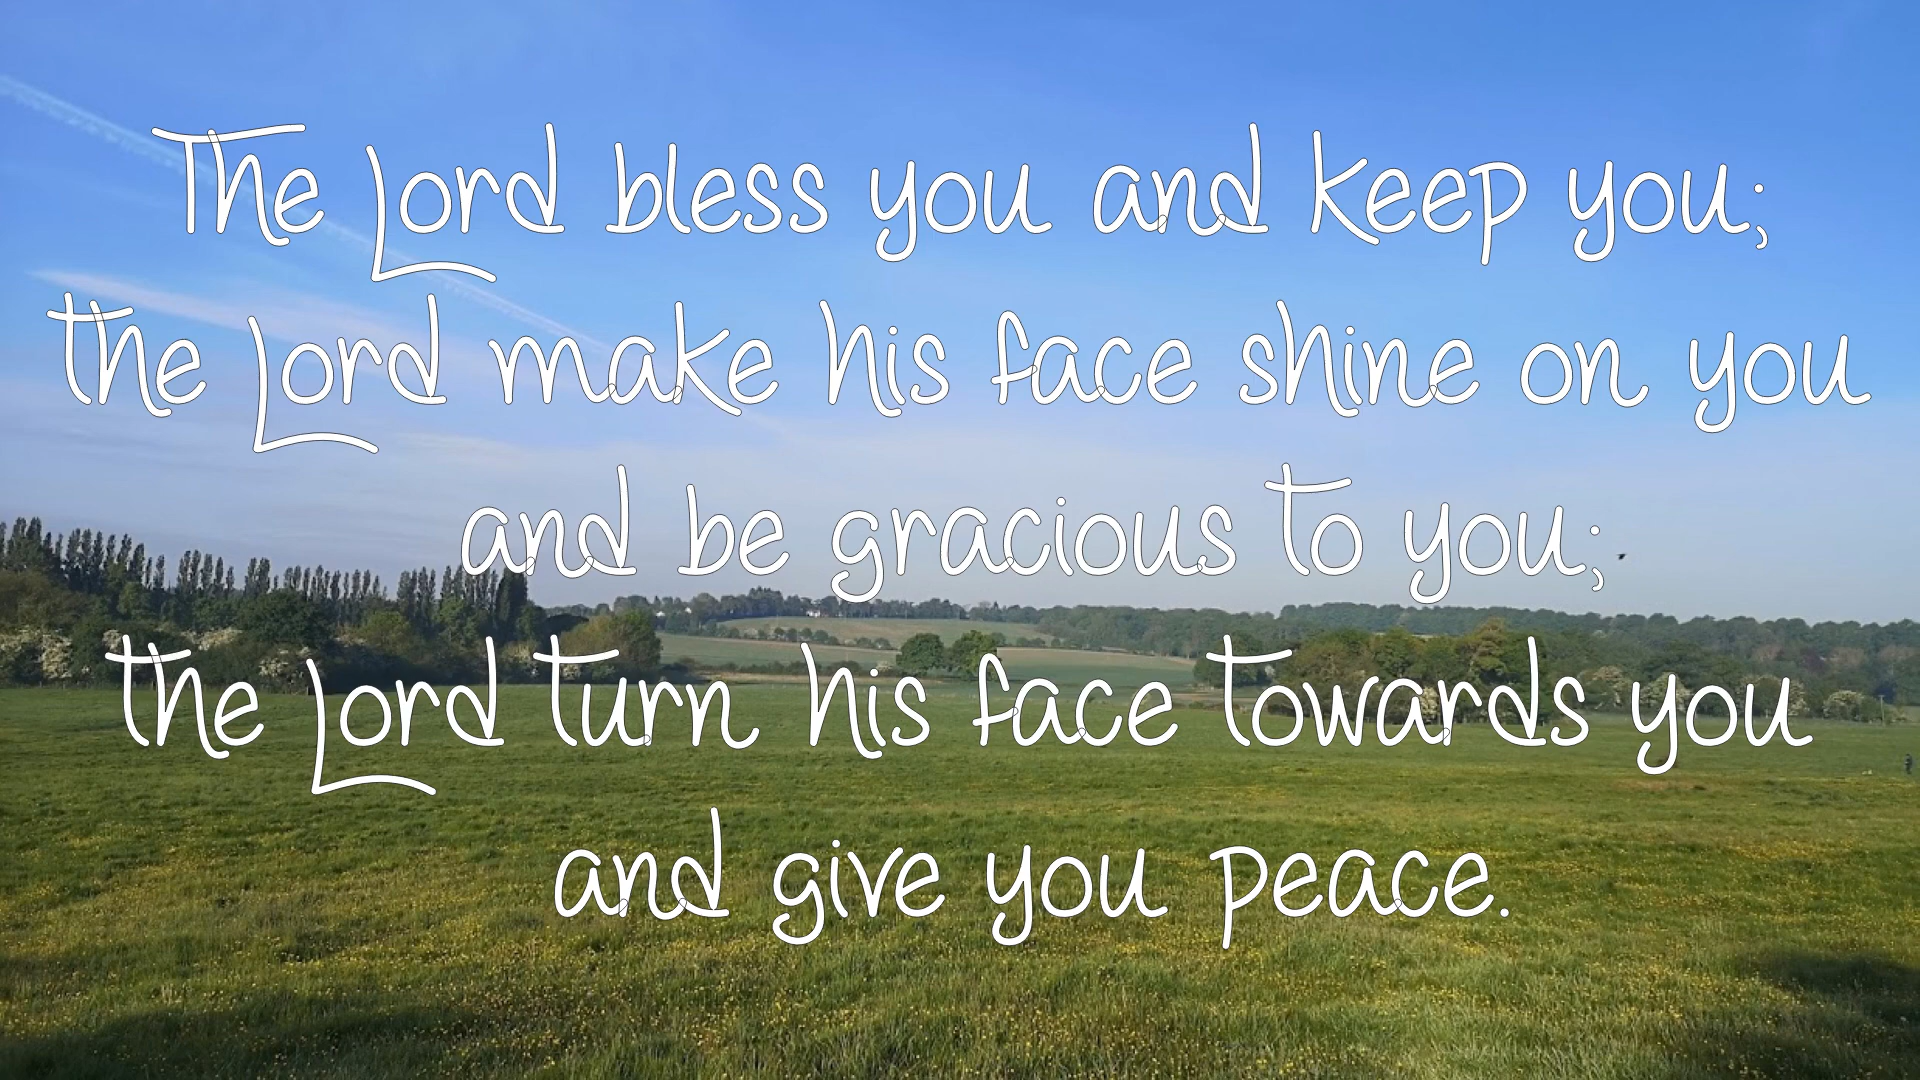 The Lord bless you and keep you;
the Lord make his face shine on you
and be gracious to you;
the Lord turn his face towards you
and give you peace.